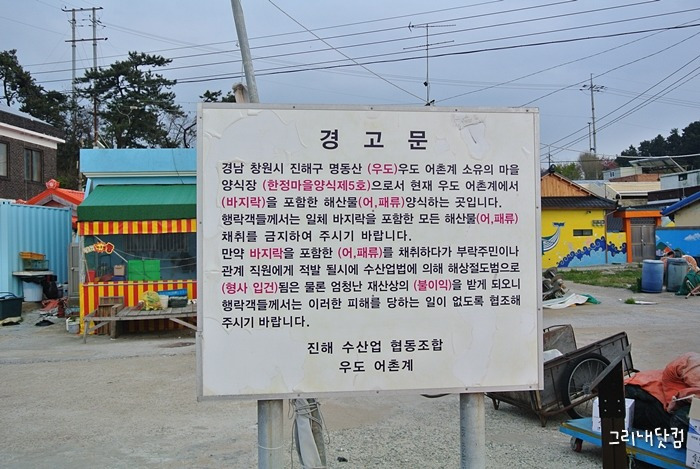 경 고 문
경남 창원시 진해구 명동산 (우도)우도 어촌계 소유의 마을
양식장 (한정마을양식제5호)으로서 현재 우도 어촌계에서
(바지락)을 포함한 해산물(어,패류)양식하는 곳입니다.
행락객들께서는 일체 바지락을 포함한 모든 해산물(어,패류)
채취를 금지하여 주시기 바랍니다.
만약 바지락을 포함한 (어,패류)를 채취하다가 부락주민이나
관계 직원에게 적발 될시에 수산업법에 의해 해상절도범으로
(형사 입건)됨은 물론 엄청난 재산상의 (불이익)을 받게 되오니
행락객들께서는 이러한 피해를 당하는 일이 없도록 협조해
주시기 바랍니다.
진해 수산업 협동조합
우도 어촌계
그리내닷컴